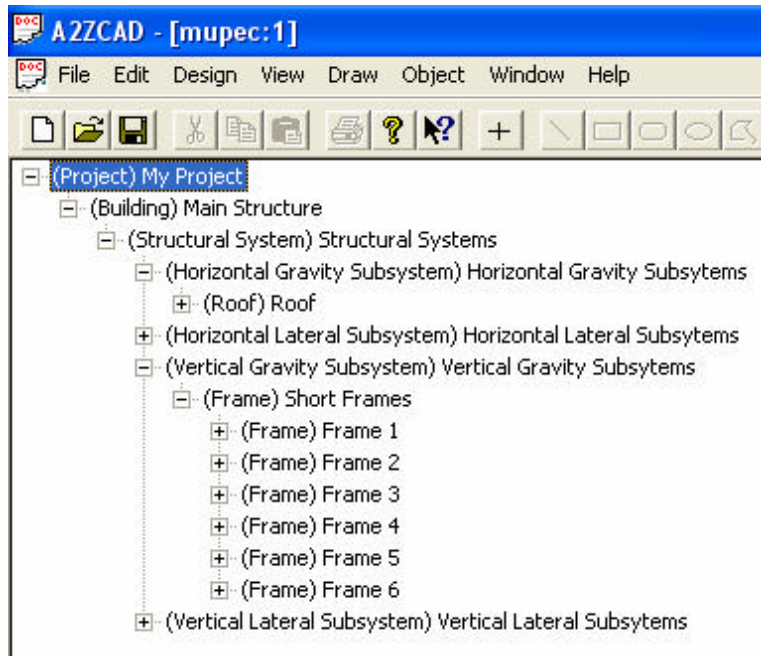 A2ZCAD - [mupec:1]
File Edit Design View Draw Object Window Help
(Project) My Project
(Building) Main Structure
(Structural System) Structural Systems
(Horizontal Gravity Subsystem) Horizontal Gravity Subsytems
(Roof) Roof
(Horizontal Lateral Subsystem) Horizontal Lateral Subsytems
(Vertical Gravity Subsystem) Vertical Gravity Subsytems
(Frame) Short Frames
(Frame) Frame 1
(Frame) Frame 2
(Frame) Frame 3
(Frame) Frame 4
(Frame) Frame 5
(Frame) Frame 6
(Vertical Lateral Subsystem) Vertical Lateral Subsytems